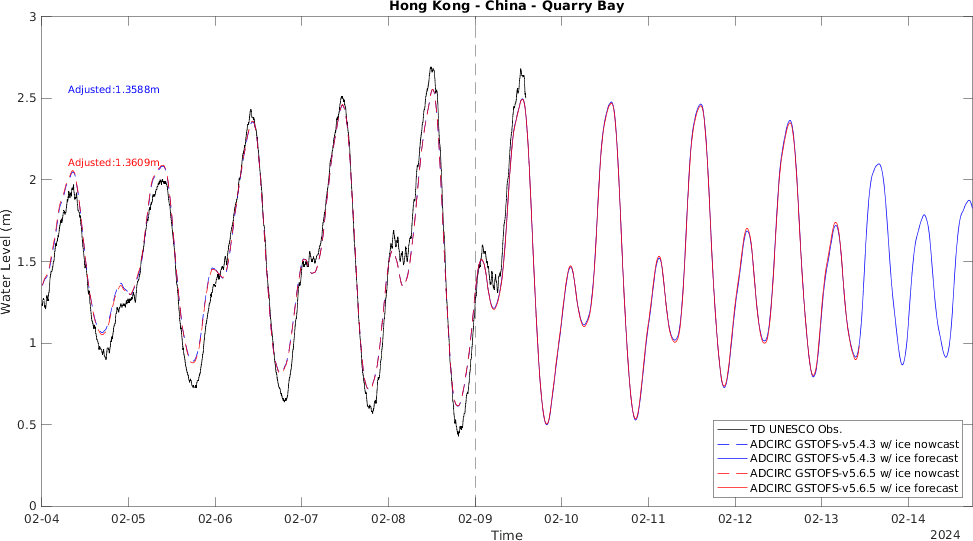 Hong Kong - China - Quarry Bay
3
2.5
2
1.5
1
0.5
0
Water Level (m)
Adjusted:1.3588m
Adjusted:1.3609m
TD UNESCO Obs.
ADCIRC GSTOFS-v5.4.3 w/ ice nowcast
ADCIRC GSTOFS-v5.4.3 w/ ice forecast
ADCIRC GSTOFS-v5.6.5 w/ ice nowcast
ADCIRC GSTOFS-v5.6.5 w/ ice forecast
02-04 02-05 02-06 02-07 02-08 02-09 02-10 02-11 02-12 02-13 02-14
Time
2024